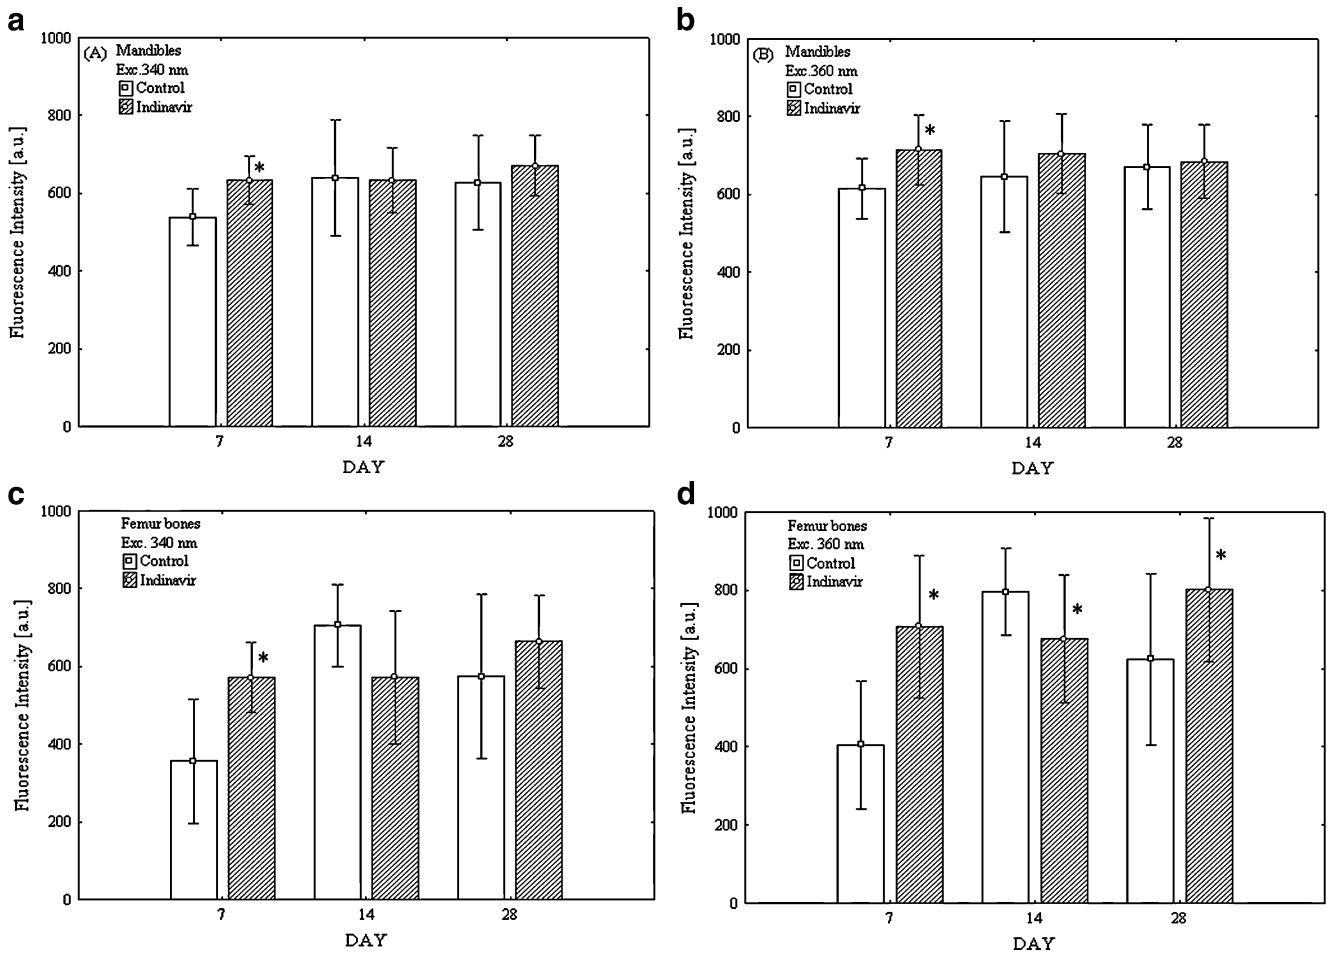 a
(A) Mandibles
Exc.340 nm
Control
Indinavir
*
Fluorescence Intensity [a.u.]
1000
800
600
400
200
0
7 14 28
DAY
b
(B) Mandibles
Exc.360 nm
Control
Indinavir
*
Fluorescence Intensity [a.u.]
1000
800
600
400
200
0
7 14 28
DAY
c
Femur bones
Exc. 340 nm
Control
Indinavir
*
Fluorescence Intensity [a.u.]
1000
800
600
400
200
0
7 14 28
DAY
d
Femur bones
Exc. 360 nm
Control
Indinavir
* * *
Fluorescence Intensity [a.u.]
1000
800
600
400
200
0
7 14 28
DAY